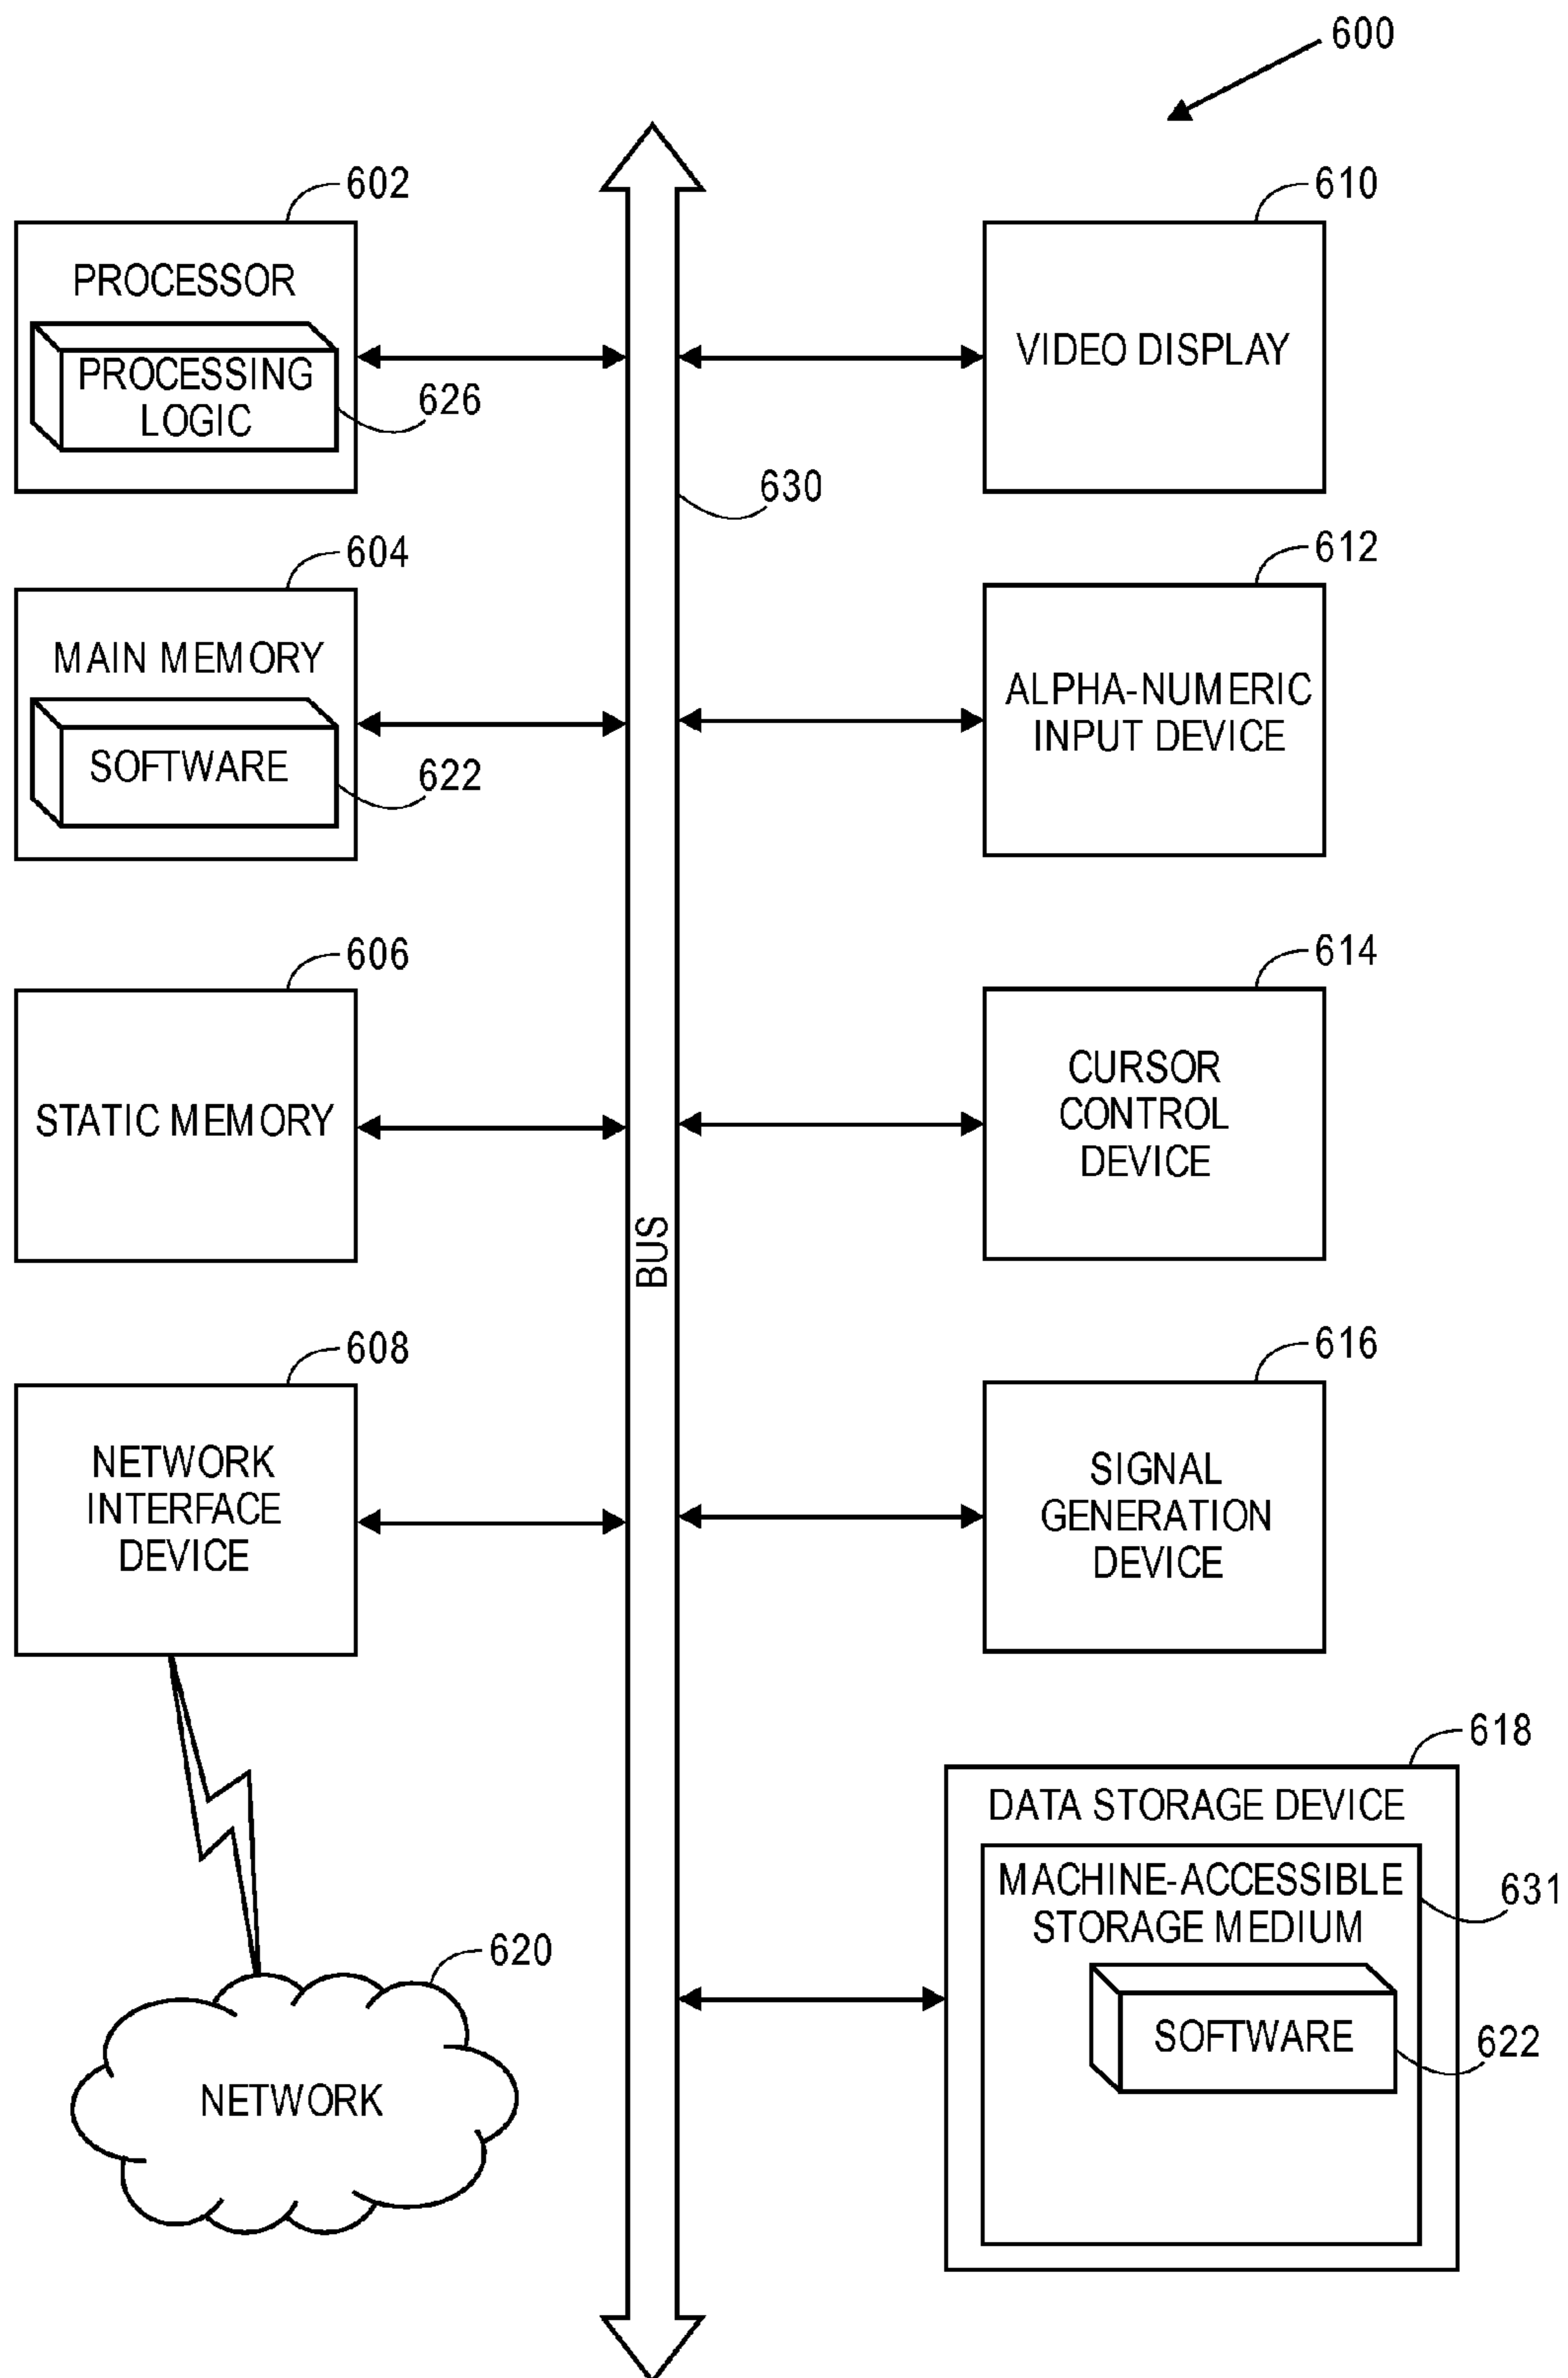 600
602
PROCESSOR
PROCESSING
LOGIC
626
610
VIDEO DISPLAY
630
604
MAIN MEMORY
SOFTWARE
622
612
ALPHA-NUMERIC
INPUT DEVICE
606
STATIC MEMORY
614
CURSOR
CONTROL
DEVICE
BUS
608
NETWORK
INTERFACE
DEVICE
616
SIGNAL
GENERATION
DEVICE
618
DATA STORAGE DEVICE
MACHINE-ACCESSIBLE
STORAGE MEDIUM
631
SOFTWARE
622
620
NETWORK